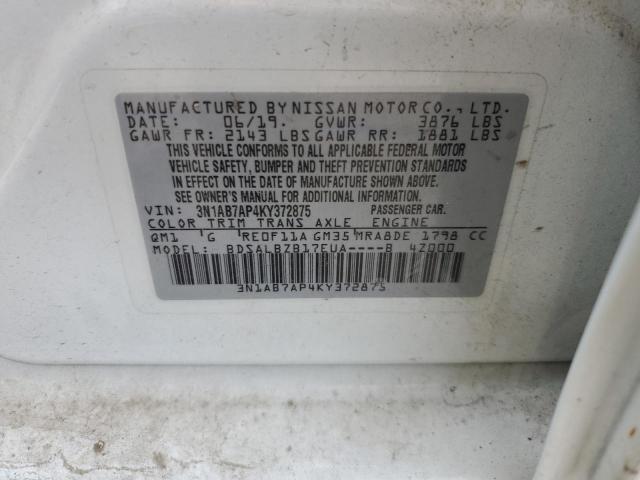 MANUFACTURED BY NISSAN MOTOR CO., LTD.
DATE: 06/19. GVWR: 3876 LBS
GAWR FR: 2143 LBS GAWR RR: 1881 LBS
THIS VEHICLE CONFORMS TO ALL APPLICABLE FEDERAL MOTOR
VEHICLE SAFETY, BUMPER AND THEFT PREVENTION STANDARDS
IN EFFECT ON THE DATE OF MANUFACTURE SHOWN ABOVE.
SEE OWNER'S MANUAL FOR ADDITIONAL INFORMATION
VIN: 3N1AB7AP4KY372875 PASSENGER CAR.
COLOR TRIM TRANS AXLE ENGINE
QM1 'G 'RE0F11A GM35'MRA8DE 1798 CC
MODEL: BDSALBZB17EUA----B 4Z000
3N1AB7AP4KY372875